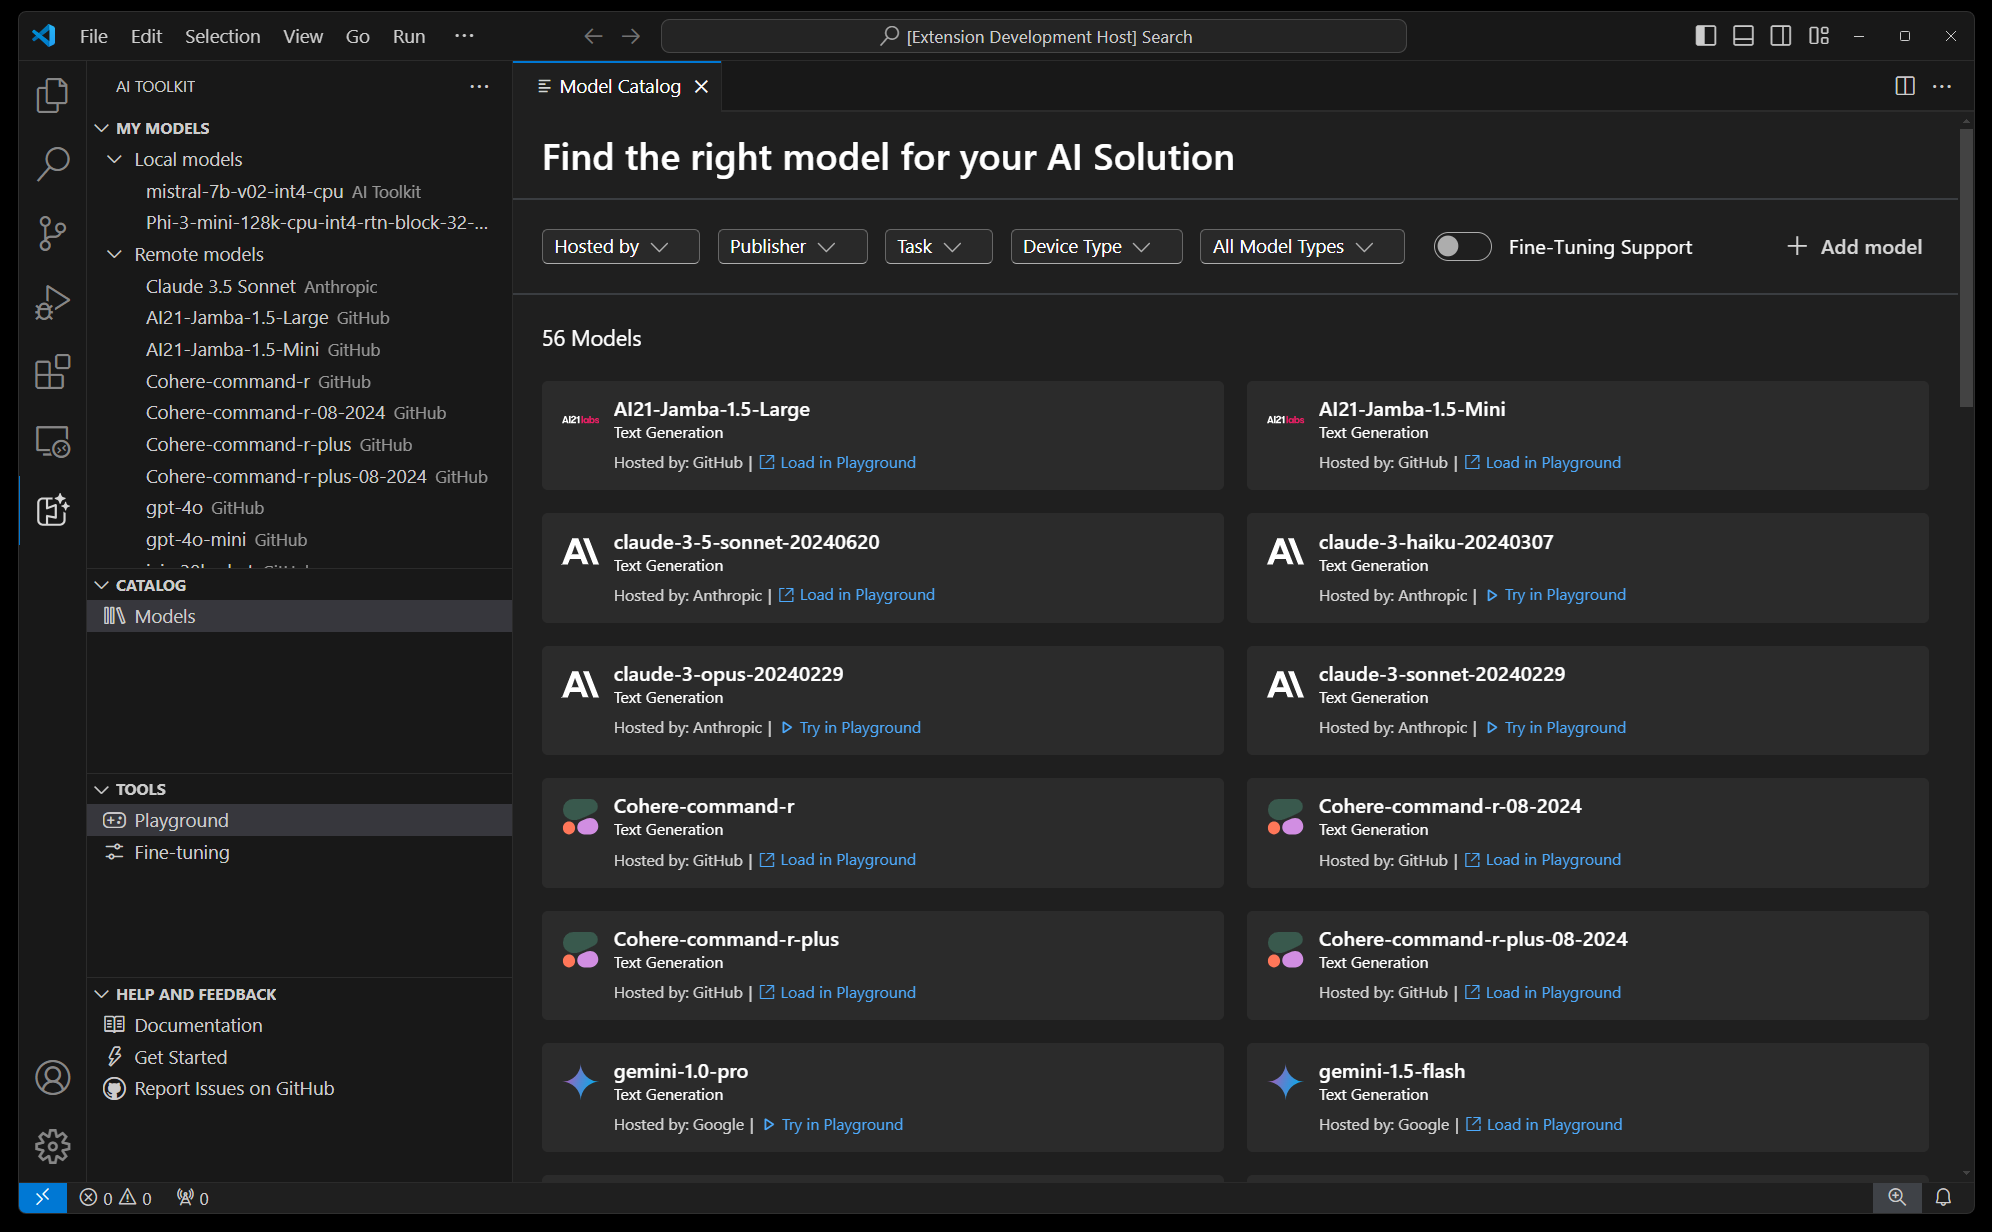 File Edit Selection View Go Run ···
[Extension Development Host] Search
AI TOOLKIT
MY MODELS
Local models
mistral-7b-v02-int4-cpu AI Toolkit
Phi-3-mini-128k-cpu-int4-rtn-block-32-...
Remote models
Claude 3.5 Sonnet Anthropic
AI21-Jamba-1.5-Large GitHub
AI21-Jamba-1.5-Mini GitHub
Cohere-command-r GitHub
Cohere-command-r-08-2024 GitHub
Cohere-command-r-plus GitHub
Cohere-command-r-plus-08-2024 GitHub
gpt-4o GitHub
gpt-4o-mini GitHub
CATALOG
Models
TOOLS
Playground
Fine-tuning
HELP AND FEEDBACK
Documentation
Get Started
Report Issues on GitHub
Model Catalog
Find the right model for your AI Solution
Hosted by Publisher Task Device Type All Model Types Fine-Tuning Support Add model
56 Models
AI21labs
AI21-Jamba-1.5-Large
Text Generation
Hosted by: GitHub | Load in Playground
AI21labs
AI21-Jamba-1.5-Mini
Text Generation
Hosted by: GitHub | Load in Playground
claude-3-5-sonnet-20240620
Text Generation
Hosted by: Anthropic | Load in Playground
claude-3-haiku-20240307
Text Generation
Hosted by: Anthropic | Try in Playground
claude-3-opus-20240229
Text Generation
Hosted by: Anthropic | Try in Playground
claude-3-sonnet-20240229
Text Generation
Hosted by: Anthropic | Try in Playground
Cohere-command-r
Text Generation
Hosted by: GitHub | Load in Playground
Cohere-command-r-08-2024
Text Generation
Hosted by: GitHub | Load in Playground
Cohere-command-r-plus
Text Generation
Hosted by: GitHub | Load in Playground
Cohere-command-r-plus-08-2024
Text Generation
Hosted by: GitHub | Load in Playground
gemini-1.0-pro
Text Generation
Hosted by: Google | Try in Playground
gemini-1.5-flash
Text Generation
Hosted by: Google | Load in Playground
0 0 0